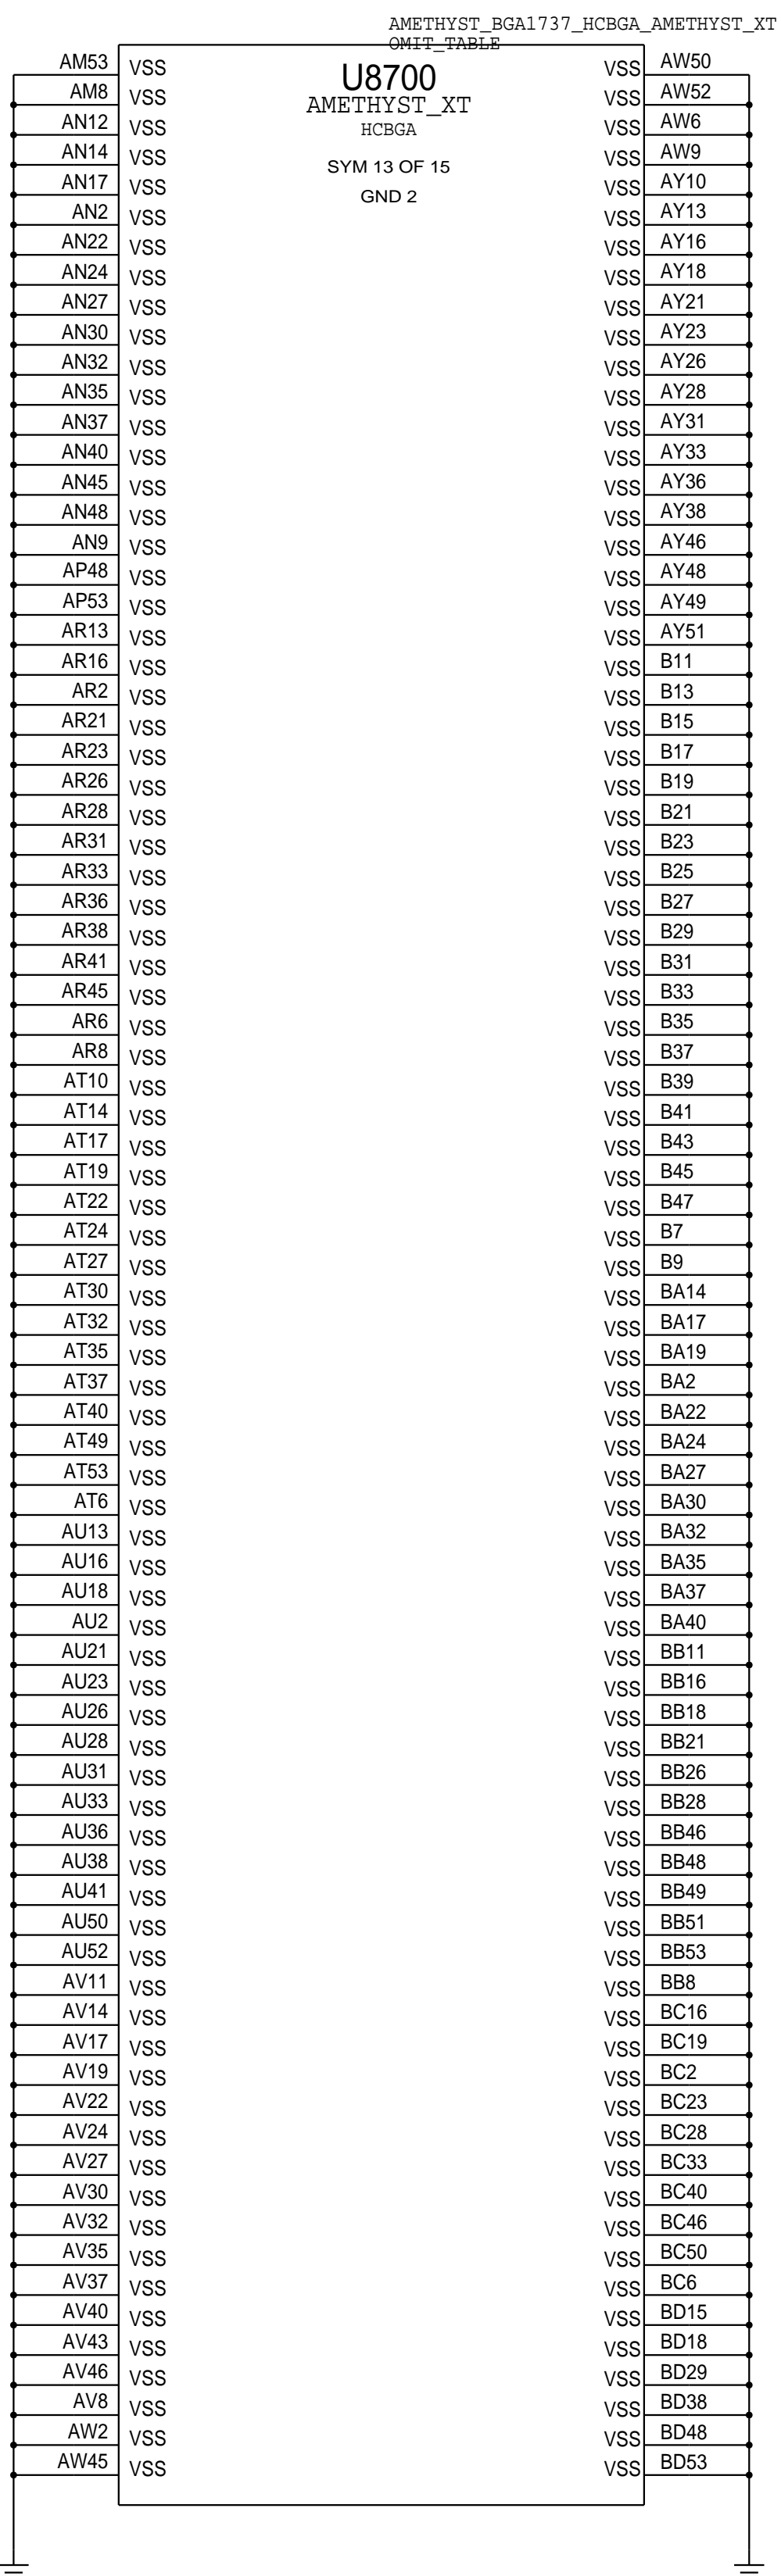 AMETHYST_BGA1737_HCBGA_AMETHYST_XT
OMIT_TABLE
U8700
AMETHYST_XT
HCBGA
SYM 13 OF 15
GND 2
AM53 VSS VSS AW50
AM8 VSS VSS AW52
AN12 VSS VSS AW6
AN14 VSS VSS AW9
AN17 VSS VSS AY10
AN2 VSS VSS AY13
AN22 VSS VSS AY16
AN24 VSS VSS AY18
AN27 VSS VSS AY21
AN30 VSS VSS AY23
AN32 VSS VSS AY26
AN35 VSS VSS AY28
AN37 VSS VSS AY31
AN40 VSS VSS AY33
AN45 VSS VSS AY36
AN48 VSS VSS AY38
AN9 VSS VSS AY46
AP48 VSS VSS AY48
AP53 VSS VSS AY49
AR13 VSS VSS AY51
AR16 VSS VSS B11
AR2 VSS VSS B13
AR21 VSS VSS B15
AR23 VSS VSS B17
AR26 VSS VSS B19
AR28 VSS VSS B21
AR31 VSS VSS B23
AR33 VSS VSS B25
AR36 VSS VSS B27
AR38 VSS VSS B29
AR41 VSS VSS B31
AR45 VSS VSS B33
AR6 VSS VSS B35
AR8 VSS VSS B37
AT10 VSS VSS B39
AT14 VSS VSS B41
AT17 VSS VSS B43
AT19 VSS VSS B45
AT22 VSS VSS B47
AT24 VSS VSS B7
AT27 VSS VSS B9
AT30 VSS VSS BA14
AT32 VSS VSS BA17
AT35 VSS VSS BA19
AT37 VSS VSS BA2
AT40 VSS VSS BA22
AT49 VSS VSS BA24
AT53 VSS VSS BA27
AT6 VSS VSS BA30
AU13 VSS VSS BA32
AU16 VSS VSS BA35
AU18 VSS VSS BA37
AU2 VSS VSS BA40
AU21 VSS VSS BB11
AU23 VSS VSS BB16
AU26 VSS VSS BB18
AU28 VSS VSS BB21
AU31 VSS VSS BB26
AU33 VSS VSS BB28
AU36 VSS VSS BB46
AU38 VSS VSS BB48
AU41 VSS VSS BB49
AU50 VSS VSS BB51
AU52 VSS VSS BB53
AV11 VSS VSS BB8
AV14 VSS VSS BC16
AV17 VSS VSS BC19
AV19 VSS VSS BC2
AV22 VSS VSS BC23
AV24 VSS VSS BC28
AV27 VSS VSS BC33
AV30 VSS VSS BC40
AV32 VSS VSS BC46
AV35 VSS VSS BC50
AV37 VSS VSS BC6
AV40 VSS VSS BD15
AV43 VSS VSS BD18
AV46 VSS VSS BD29
AV8 VSS VSS BD38
AW2 VSS VSS BD48
AW45 VSS VSS BD53